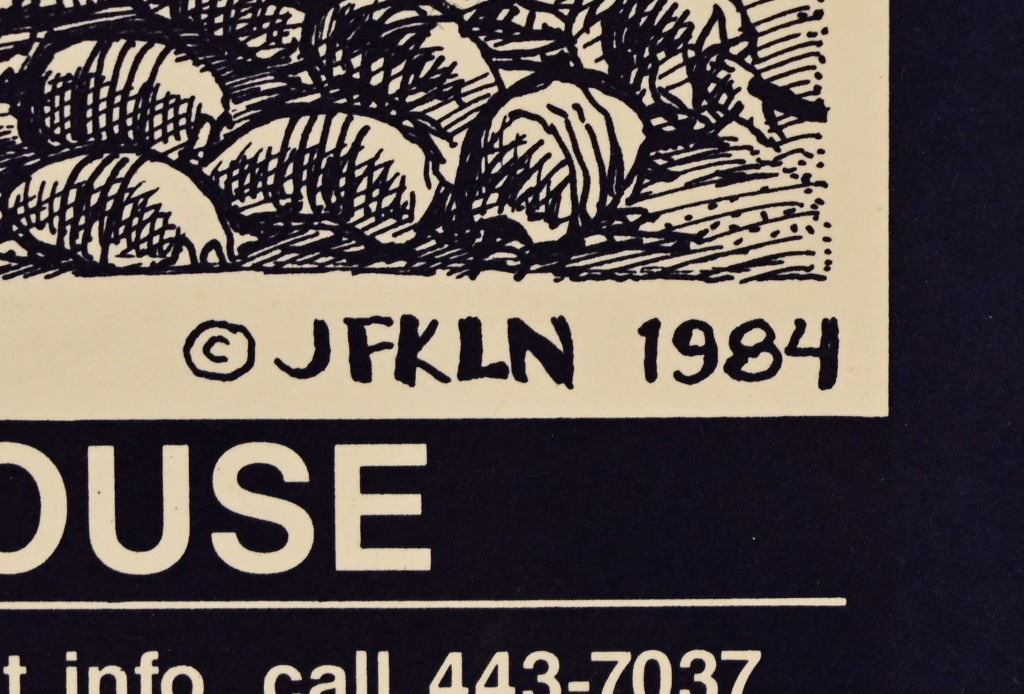 © JFKLN 1984
OUSE
t info call 443-7037